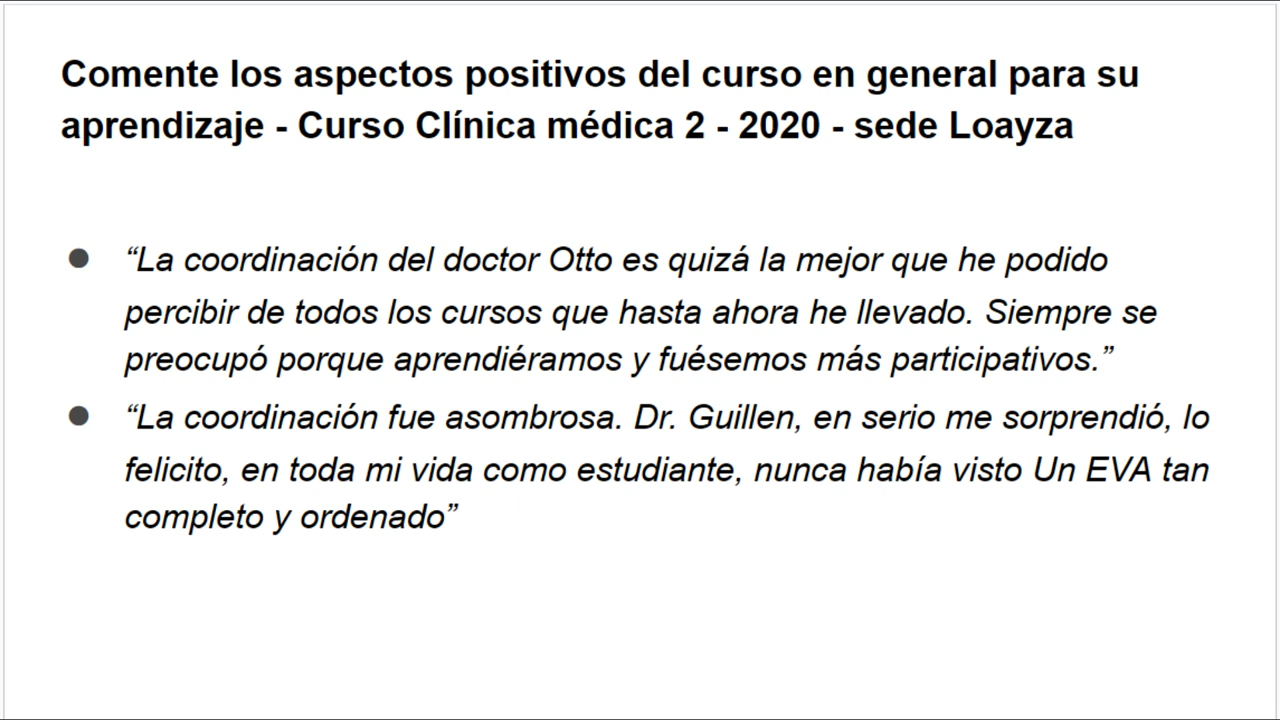 Comente los aspectos positivos del curso en general para su
aprendizaje - Curso Clínica médica 2 - 2020 - sede Loayza
● “La coordinación del doctor Otto es quizá la mejor que he podido
percibir de todos los cursos que hasta ahora he llevado. Siempre se
preocupó porque aprendiéramos y fuésemos más participativos.”
● “La coordinación fue asombrosa. Dr. Guillen, en serio me sorprendió, lo
felicito, en toda mi vida como estudiante, nunca había visto Un EVA tan
completo y ordenado”